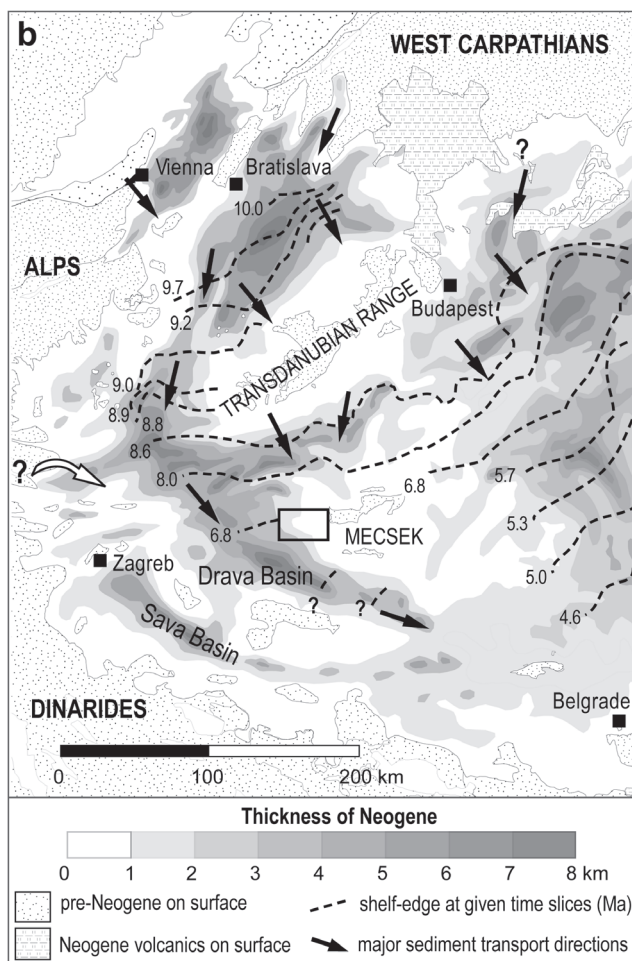 b
WEST CARPATHIANS
?
Vienna
Bratislava
10.0
ALPS
9.7
9.2
Budapest
TRANSDANUBIAN RANGE
9.0
8.9
8.8
8.6
?
8.0
6.8
5.7
6.8
MECSEK
5.3
Zagreb
Drava Basin
5.0
?
?
4.6
Sava Basin
DINARIDES
Belgrade
0 100 200 km
Thickness of Neogene
0 1 2 3 4 5 6 7 8 km
pre-Neogene on surface
shelf-edge at given time slices (Ma)
Neogene volcanics on surface
major sediment transport directions